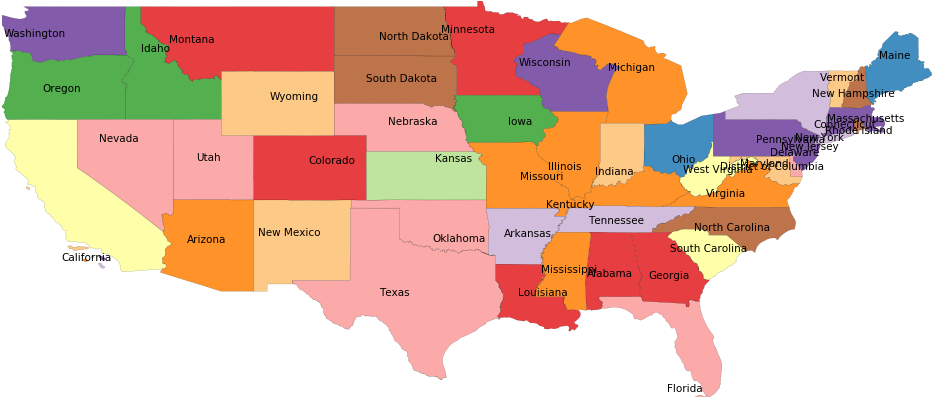 Washington
Idaho
Montana
North Dakota
Minnesota
Oregon
Wyoming
South Dakota
Wisconsin
Michigan
Vermont
New Hampshire
Maine
Nevada
Utah
Colorado
Nebraska
Kansas
Iowa
Illinois
Missouri
Indiana
Ohio
Kentucky
West Virginia
Virginia
Pennsylvania
New York
New Jersey
Delaware
Maryland
District of Columbia
Connecticut
Massachusetts
Rhode Island
California
Arizona
New Mexico
Oklahoma
Texas
Arkansas
Tennessee
North Carolina
South Carolina
Mississippi
Alabama
Georgia
Louisiana
Florida